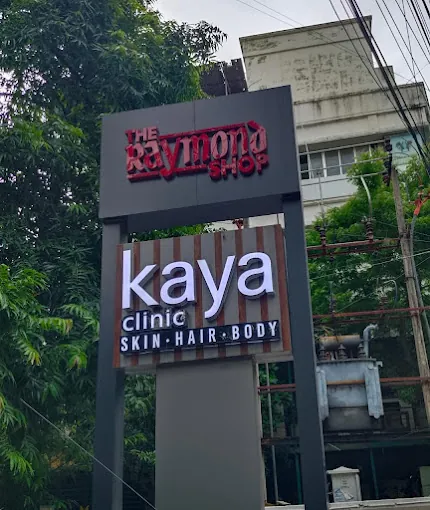 THE
Raymond
SHOP
kaya
clinic
SKIN · HAIR · BODY